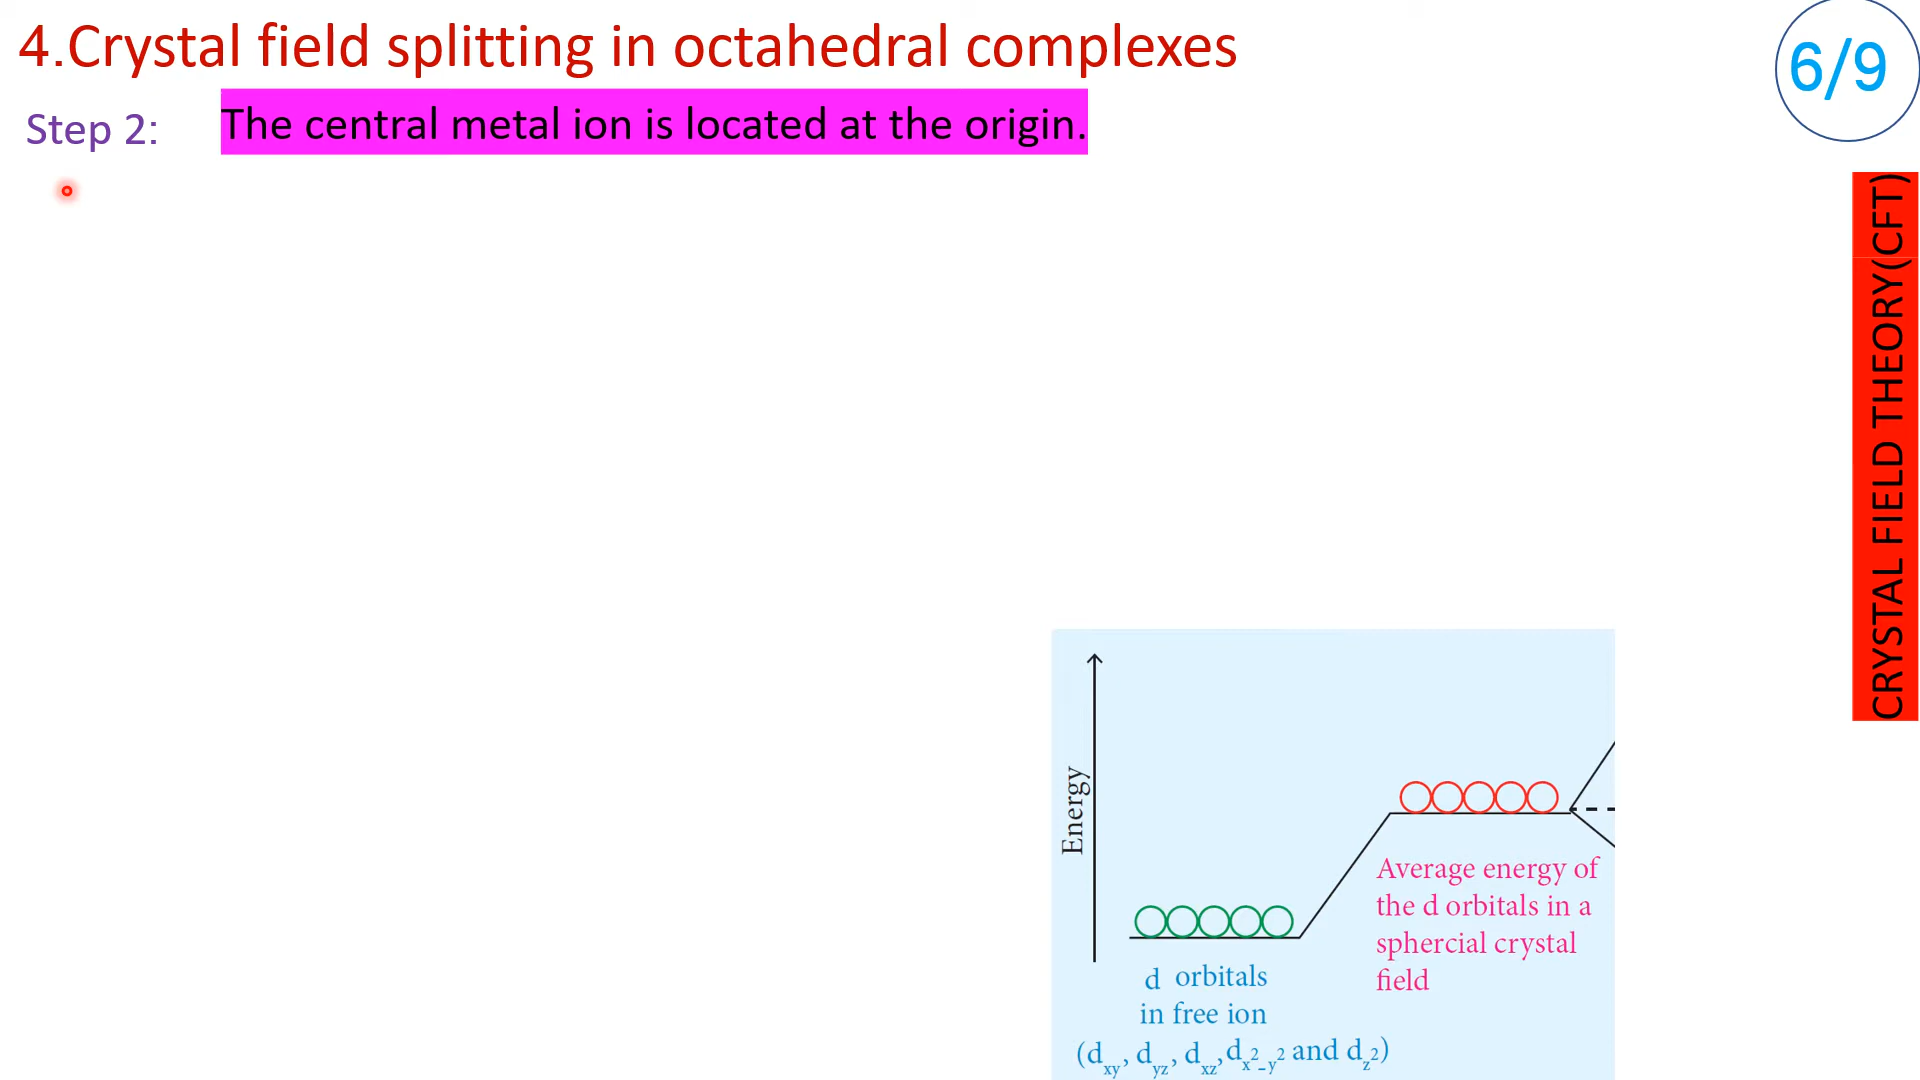 4.Crystal field splitting in octahedral complexes
6/9
Step 2:
The central metal ion is located at the origin.
CRYSTAL FIELD THEORY(CFT)
Energy
Average energy of
the d orbitals in a
sphercial crystal
field
d orbitals
in free ion
(dxy, dyz, dxz, dx²-y² and dz²)